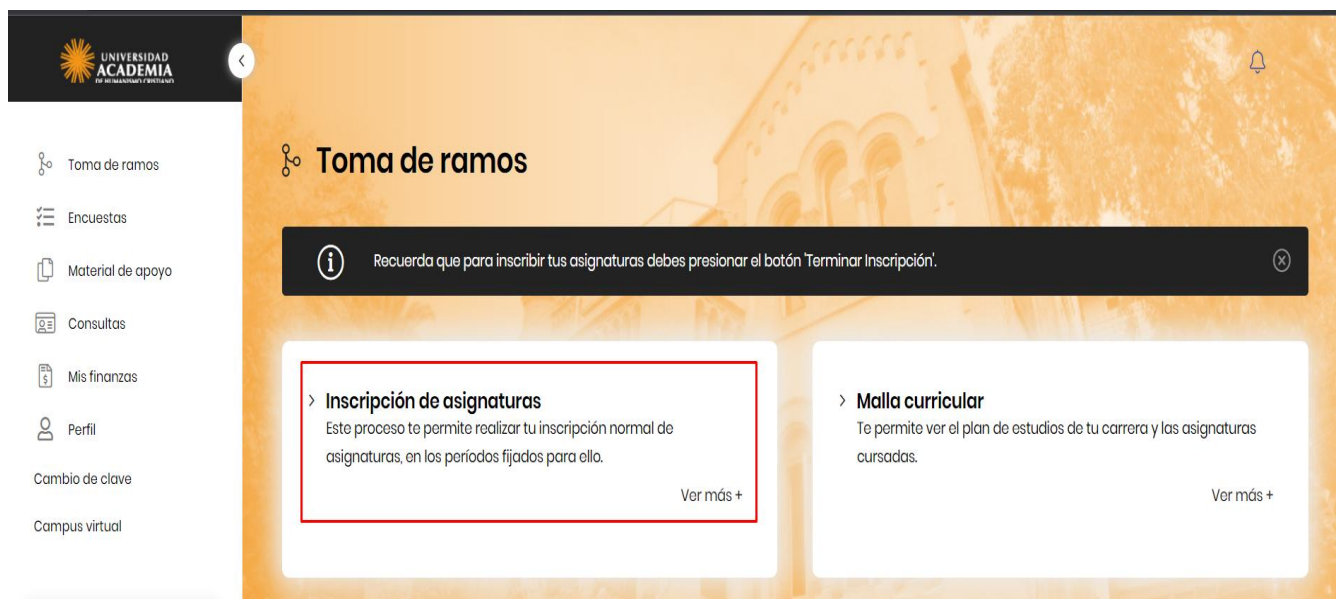 UNIVERSIDAD
ACADEMIA
DE HUMANISMO CRISTIANO
Toma de ramos
Encuestas
Material de apoyo
Consultas
Mis finanzas
Perfil
Cambio de clave
Campus virtual
Toma de ramos
Recuerda que para inscribir tus asignaturas debes presionar el botón 'Terminar Inscripción'.
Inscripción de asignaturas
Este proceso te permite realizar tu inscripción normal de
asignaturas, en los períodos fijados para ello.
Ver más +
Malla curricular
Te permite ver el plan de estudios de tu carrera y las asignaturas
cursadas.
Ver más +